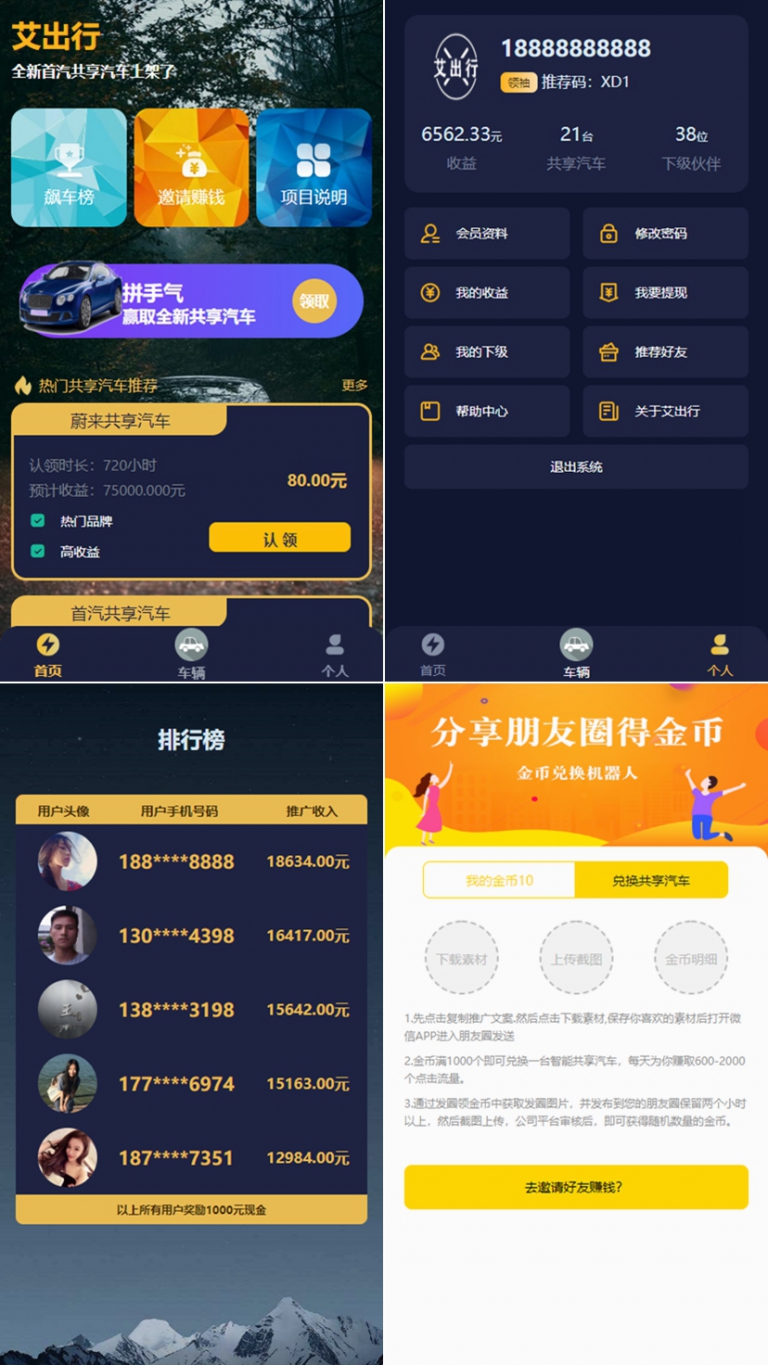 艾出行
全新首汽共享汽车上架了
飙车榜
邀请赚钱
项目说明
拼手气
赢取全新共享汽车
领取
热门共享汽车推荐
更多
蔚来共享汽车
认领时长：720小时
预计收益：75000.000元
80.00元
热门品牌
高收益
认 领
首汽共享汽车
首页
车辆
个人
艾出行
18888888888
领袖
推荐码：XD1
6562.33元
21台
38位
收益
共享汽车
下级伙伴
会员资料
修改密码
我的收益
我要提现
我的下级
推荐好友
帮助中心
关于艾出行
退出系统
首页
车辆
个人
排行榜
用户头像
用户手机号码
推广收入
188****8888
18634.00元
130****4398
16417.00元
138****3198
15642.00元
177****6974
15163.00元
187****7351
12984.00元
以上所有用户奖励1000元现金
分享朋友圈得金币
金币兑换机器人
我的金币10
兑换共享汽车
下载素材
上传截图
金币明细
1.先点击复制推广文案,然后点击下载素材,保存你喜欢的素材后打开微
信APP进入朋友圈发送
2.金币满1000个即可兑换一台智能共享汽车，每天为你赚取600-2000
个点击流量。
3.通过发圈领金币中获取发圈图片，并发布到您的朋友圈保留两个小时
以上，然后截图上传，公司平台审核后，即可获得随机数量的金币。
去邀请好友赚钱?